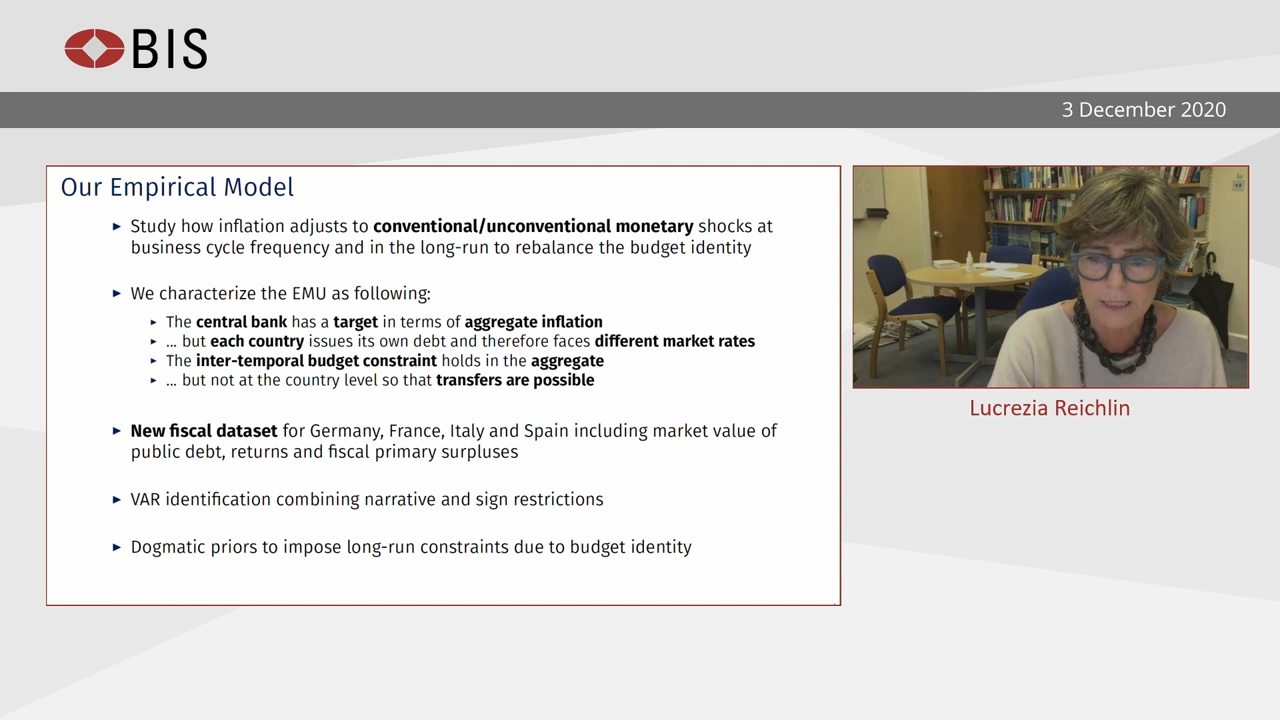 BIS
3 December 2020
Our Empirical Model
► Study how inflation adjusts to conventional/unconventional monetary shocks at
business cycle frequency and in the long-run to rebalance the budget identity
► We characterize the EMU as following:
► The central bank has a target in terms of aggregate inflation
► ... but each country issues its own debt and therefore faces different market rates
► The inter-temporal budget constraint holds in the aggregate
► ... but not at the country level so that transfers are possible
► New fiscal dataset for Germany, France, Italy and Spain including market value of
public debt, returns and fiscal primary surpluses
► VAR identification combining narrative and sign restrictions
► Dogmatic priors to impose long-run constraints due to budget identity
Lucrezia Reichlin